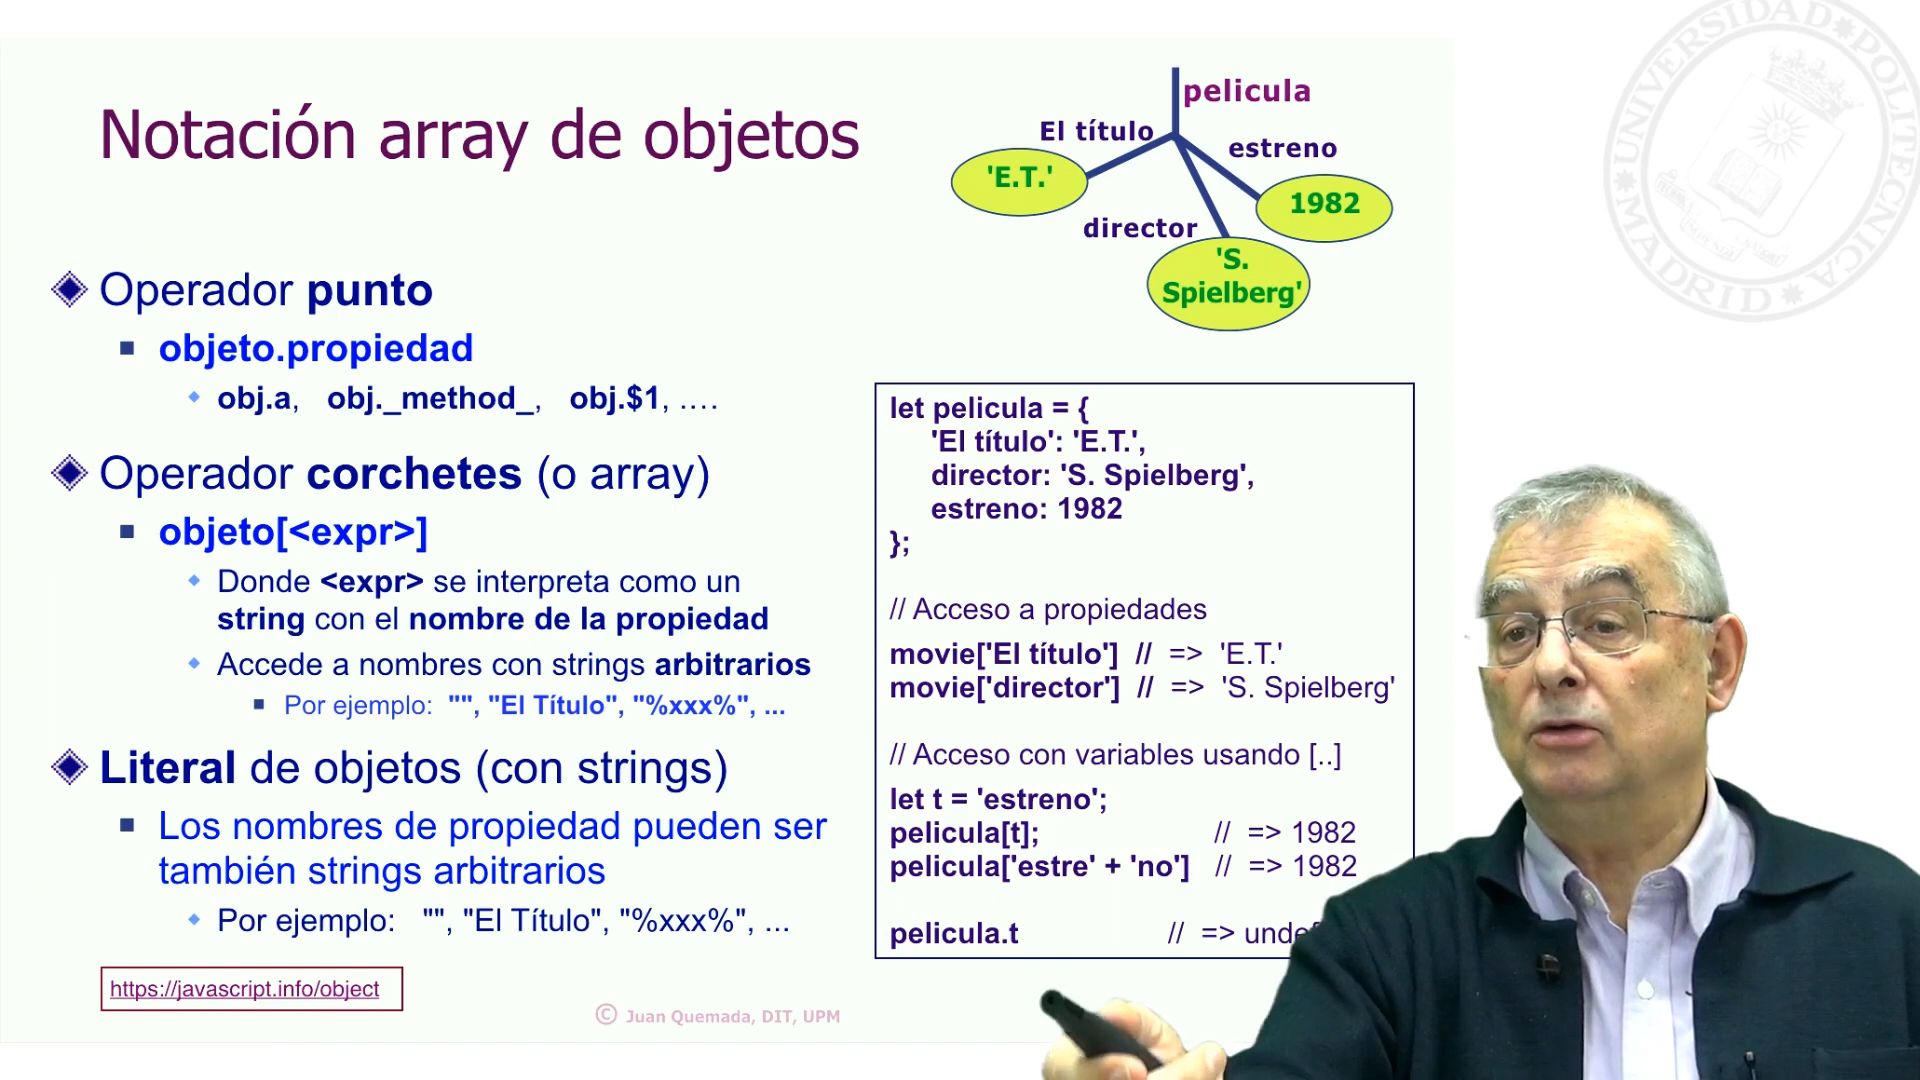 Notación array de objetos
pelicula
El título
estreno
'E.T.'
1982
director
'S.
Spielberg'
Operador punto
objeto.propiedad
obj.a, obj._method_, obj.$1, ....
Operador corchetes (o array)
objeto[<expr>]
Donde <expr> se interpreta como un
string con el nombre de la propiedad
Accede a nombres con strings arbitrarios
Por ejemplo: "", "El Título", "%xxx%", ...
Literal de objetos (con strings)
Los nombres de propiedad pueden ser
también strings arbitrarios
Por ejemplo: "", "El Título", "%xxx%", ...
https://javascript.info/object
© Juan Quemada, DIT, UPM
let pelicula = {
'El título': 'E.T.',
director: 'S. Spielberg',
estreno: 1982
};
// Acceso a propiedades
movie['El título'] // => 'E.T.'
movie['director'] // => 'S. Spielberg'
// Acceso con variables usando [..]
let t = 'estreno';
pelicula[t]; // => 1982
pelicula['estre' + 'no'] // => 1982
pelicula.t // =>
UNIVERSIDAD POLITÉCNICA
MADRID